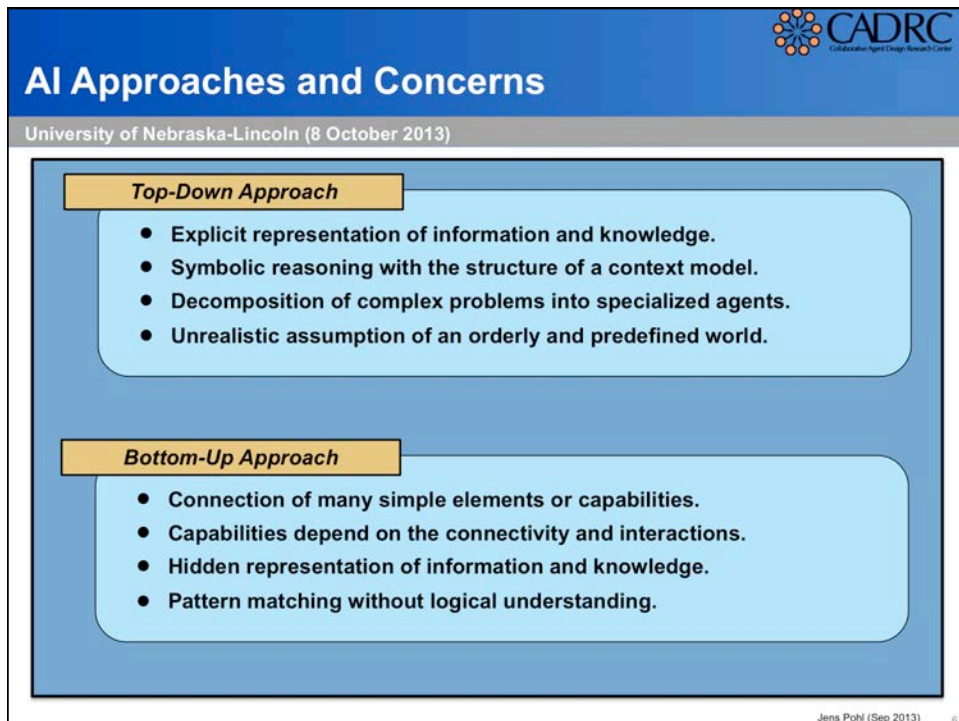 CADRC
Collaborative Agent Design Research Center
AI Approaches and Concerns
University of Nebraska-Lincoln (8 October 2013)
Top-Down Approach
● Explicit representation of information and knowledge.
● Symbolic reasoning with the structure of a context model.
● Decomposition of complex problems into specialized agents.
● Unrealistic assumption of an orderly and predefined world.
Bottom-Up Approach
● Connection of many simple elements or capabilities.
● Capabilities depend on the connectivity and interactions.
● Hidden representation of information and knowledge.
● Pattern matching without logical understanding.
Jens Pohl (Sep 2013)